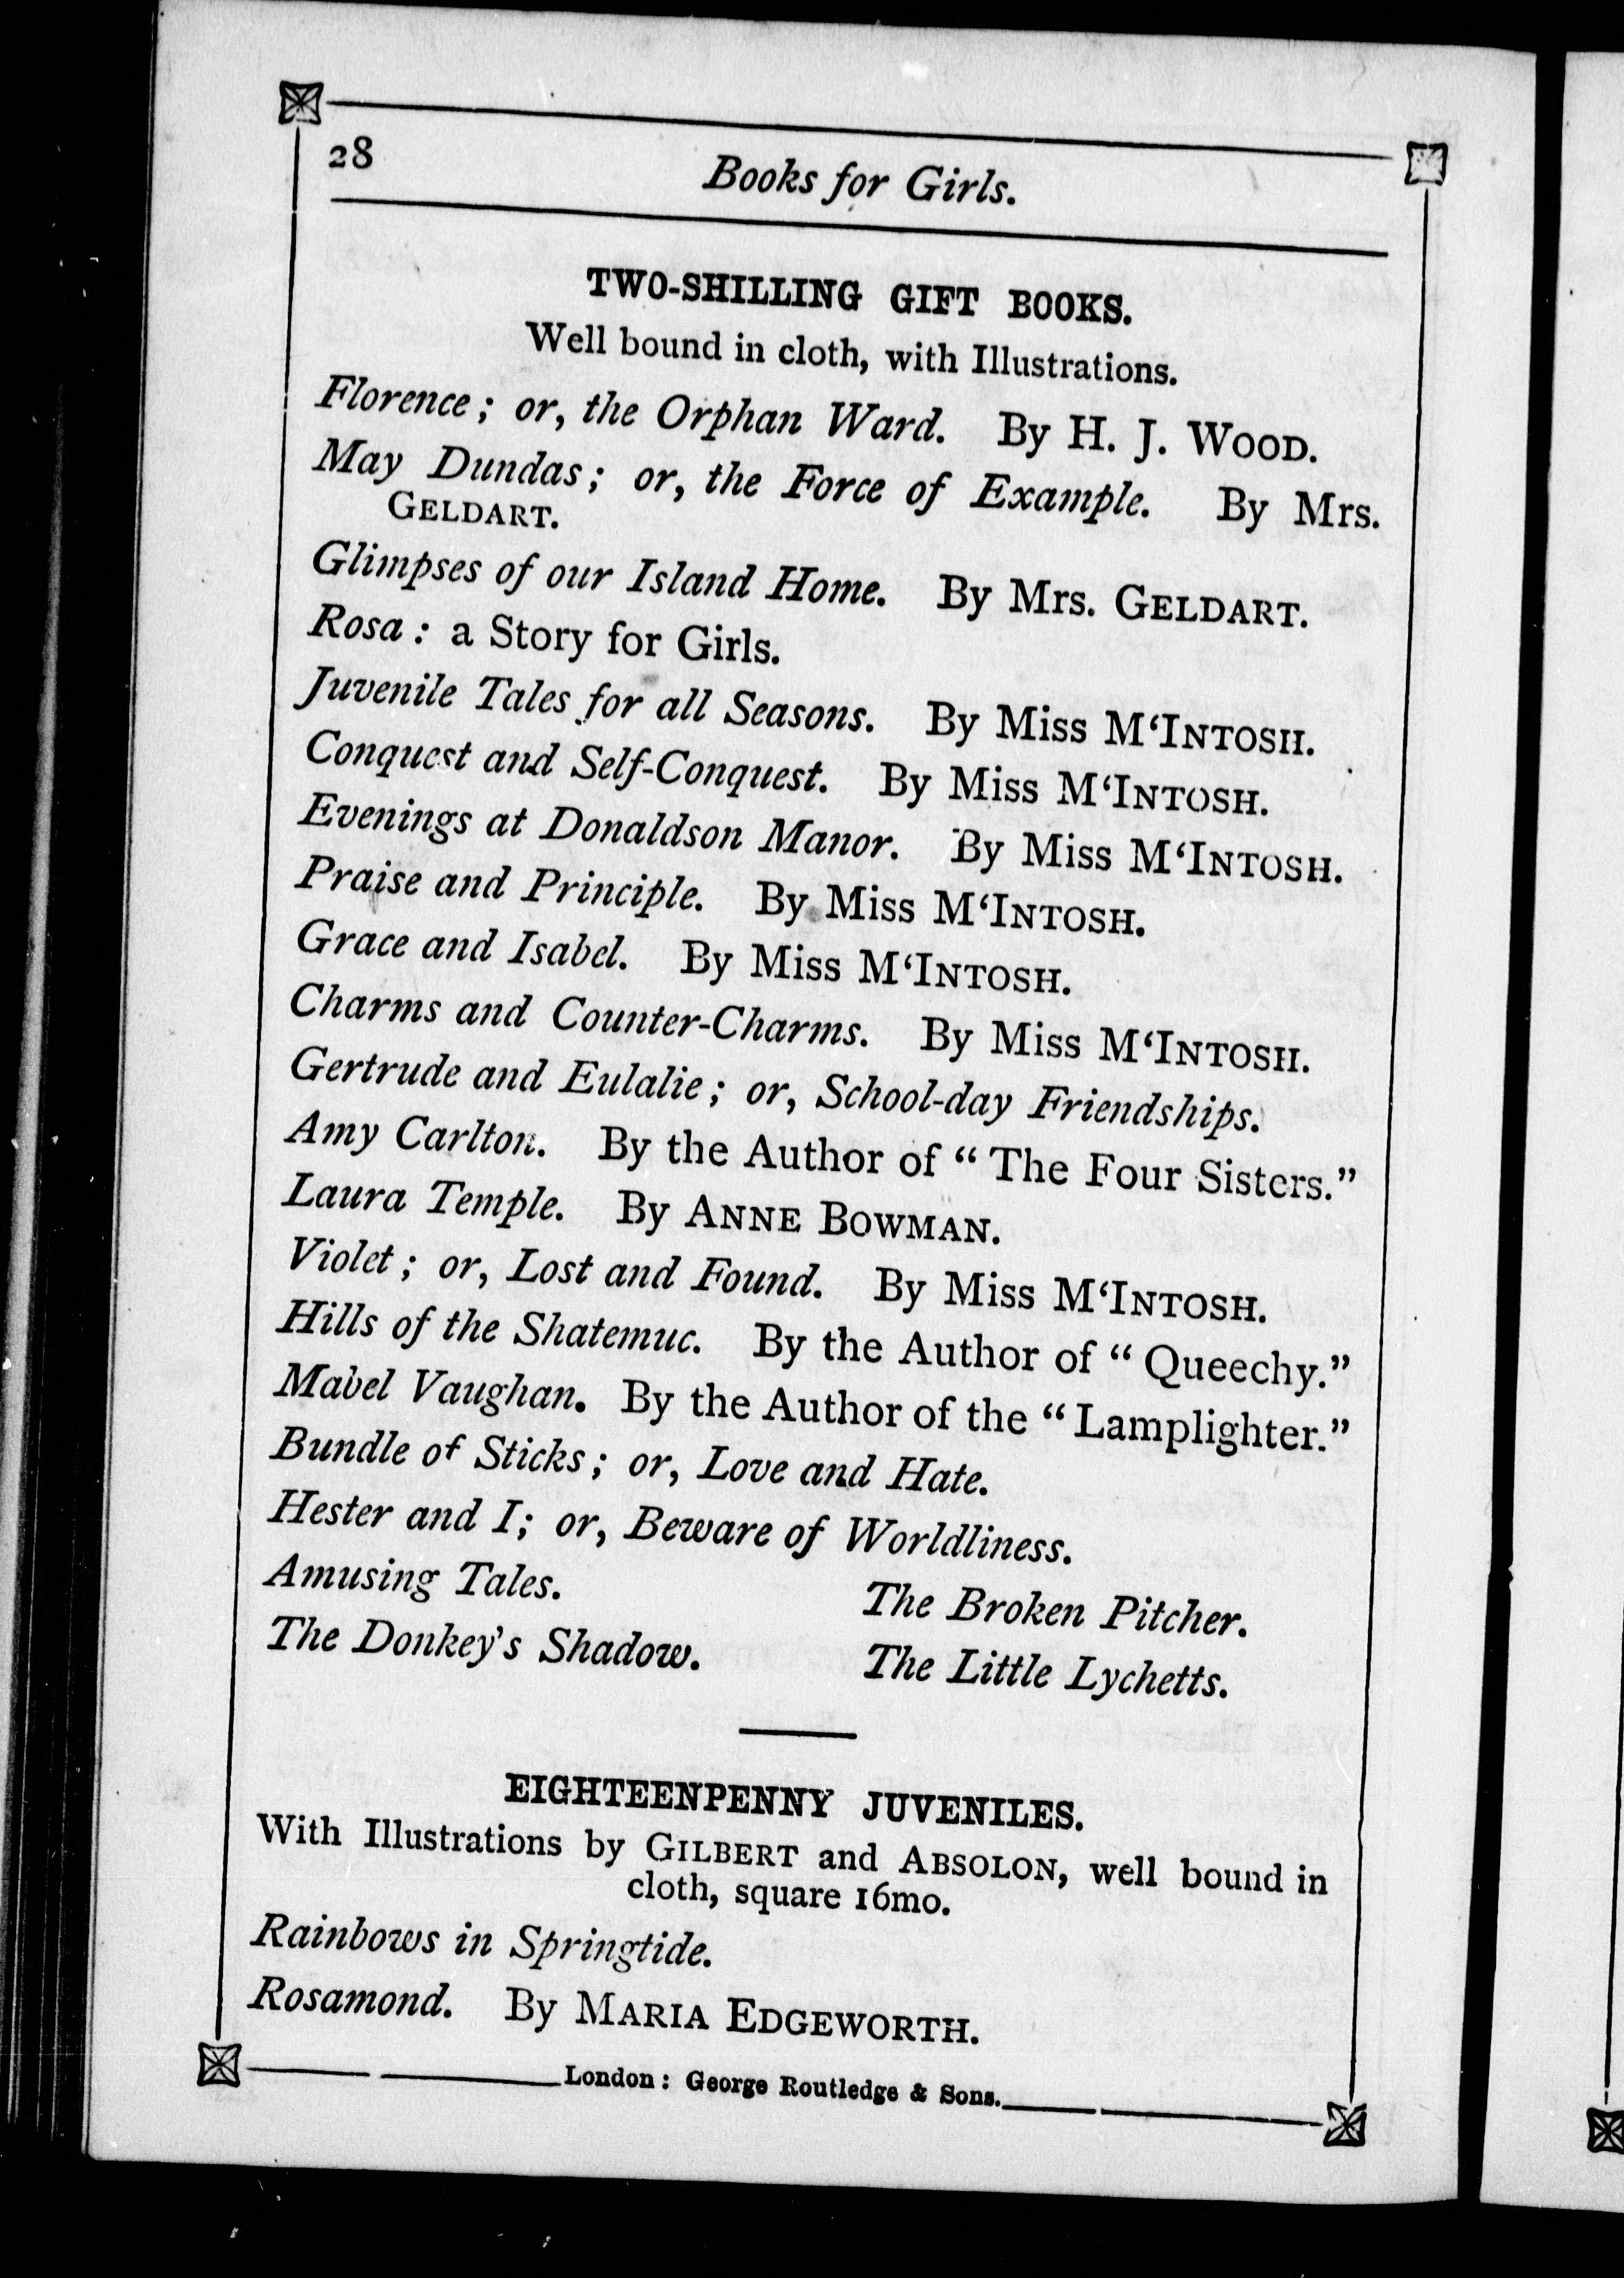 28
Books for Girls.
TWO-SHILLING GIFT BOOKS.
Well bound in cloth, with Illustrations.
Florence; or, the Orphan Ward. By H. J. WOOD.
May Dundas; or, the Force of Example. By Mrs.
GELDART.
Glimpses of our Island Home. By Mrs. GELDART.
Rosa: a Story for Girls.
Juvenile Tales for all Seasons. By Miss M‘INTOSH.
Conquest and Self-Conquest. By Miss M‘INTOSH.
Evenings at Donaldson Manor. By Miss M‘INTOSH.
Praise and Principle. By Miss M‘INTOSH.
Grace and Isabel. By Miss M‘INTOSH.
Charms and Counter-Charms. By Miss M‘INTOSH.
Gertrude and Eulalie; or, School-day Friendships.
Amy Carlton. By the Author of “The Four Sisters.”
Laura Temple. By ANNE BOWMAN.
Violet; or, Lost and Found. By Miss M‘INTOSH.
Hills of the Shatemuc. By the Author of “Queechy.”
Mabel Vaughan. By the Author of the “Lamplighter.”
Bundle of Sticks; or, Love and Hate.
Hester and I; or, Beware of Worldliness.
Amusing Tales. The Broken Pitcher.
The Donkey's Shadow. The Little Lychetts.
EIGHTEENPENNY JUVENILES.
With Illustrations by GILBERT and ABSOLON, well bound in
cloth, square 16mo.
Rainbows in Springtide.
Rosamond. By MARIA EDGEWORTH.
London: George Routledge & Sons.